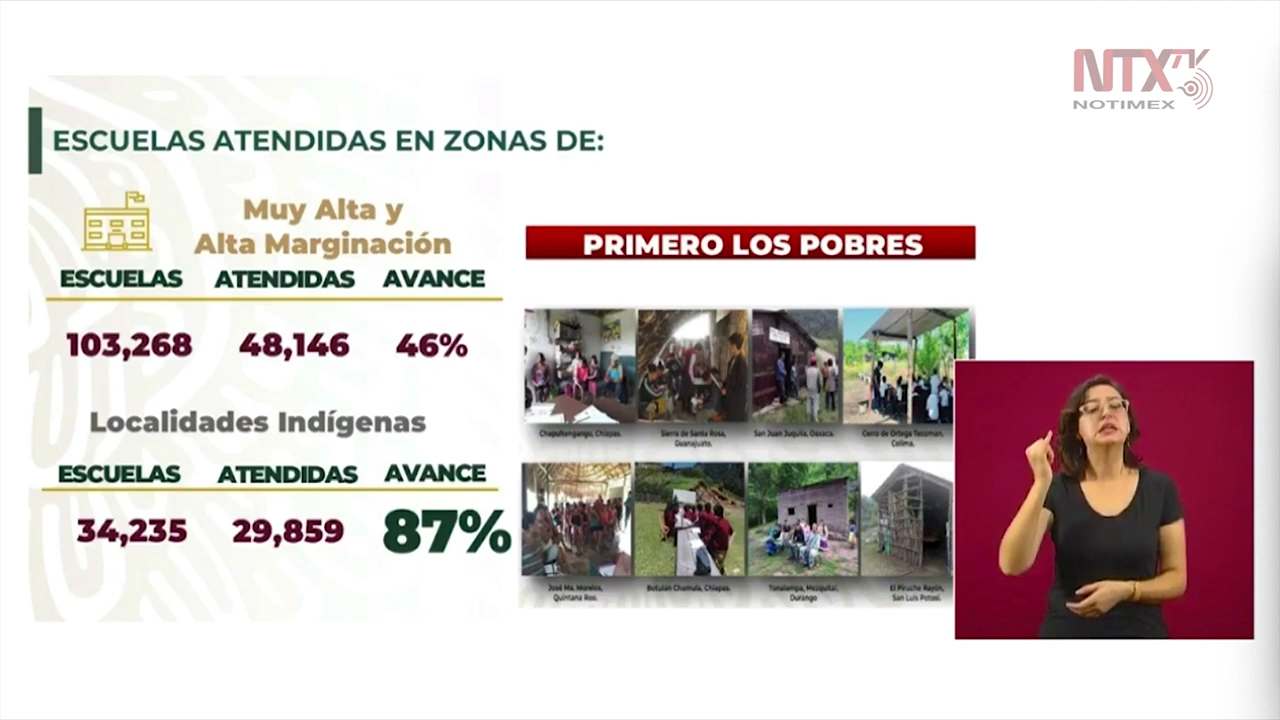 NTX
NOTIMEX
ESCUELAS ATENDIDAS EN ZONAS DE:
Muy Alta y
Alta Marginación
ESCUELAS ATENDIDAS AVANCE
103,268 48,146 46%
Localidades Indígenas
ESCUELAS ATENDIDAS AVANCE
34,235 29,859 87%
PRIMERO LOS POBRES
Chapultenango, Chiapas.
Sierra de Santa Rosa,
Guanajuato.
San Juan Juquila, Oaxaca.
Cerro de Ortega Tecoman,
Colima.
José Ma. Morelos,
Quintana Roo.
Chamula, Chiapas.
Mezquital,
Durango
El Piruche Rayón,
San Luis Potosí.